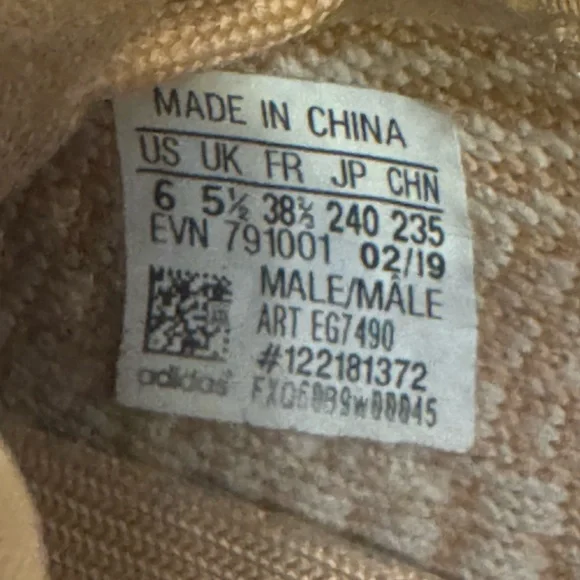 MADE IN CHINA
US UK FR JP CHN
6 5½ 38⅔ 240 235
EVN 791001 02/19
MALE/MÂLE
ART EG7490
#122181372
adidas